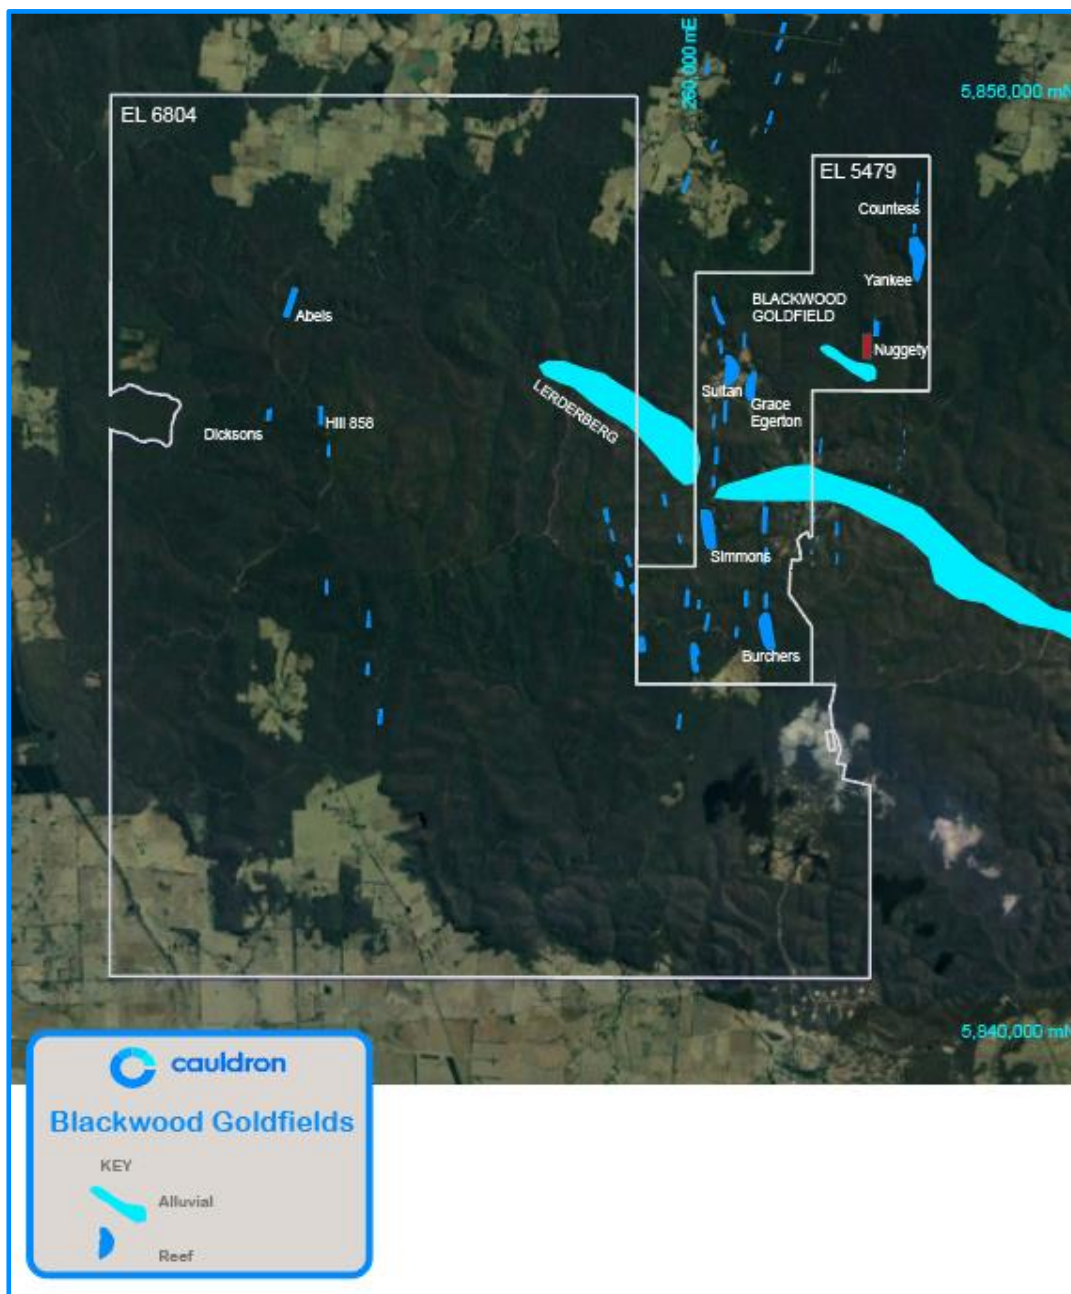 260,000 mE
5,856,000 mN
EL 6804
EL 5479
Countess
Yankee
BLACKWOOD
GOLDFIELD
Abels
Nuggety
Sultan
Grace
Egerton
LERDERBERG
Dicksons
Hill 858
Simmons
Burchers
5,840,000 mN
cauldron
Blackwood Goldfields
KEY
Alluvial
Reef